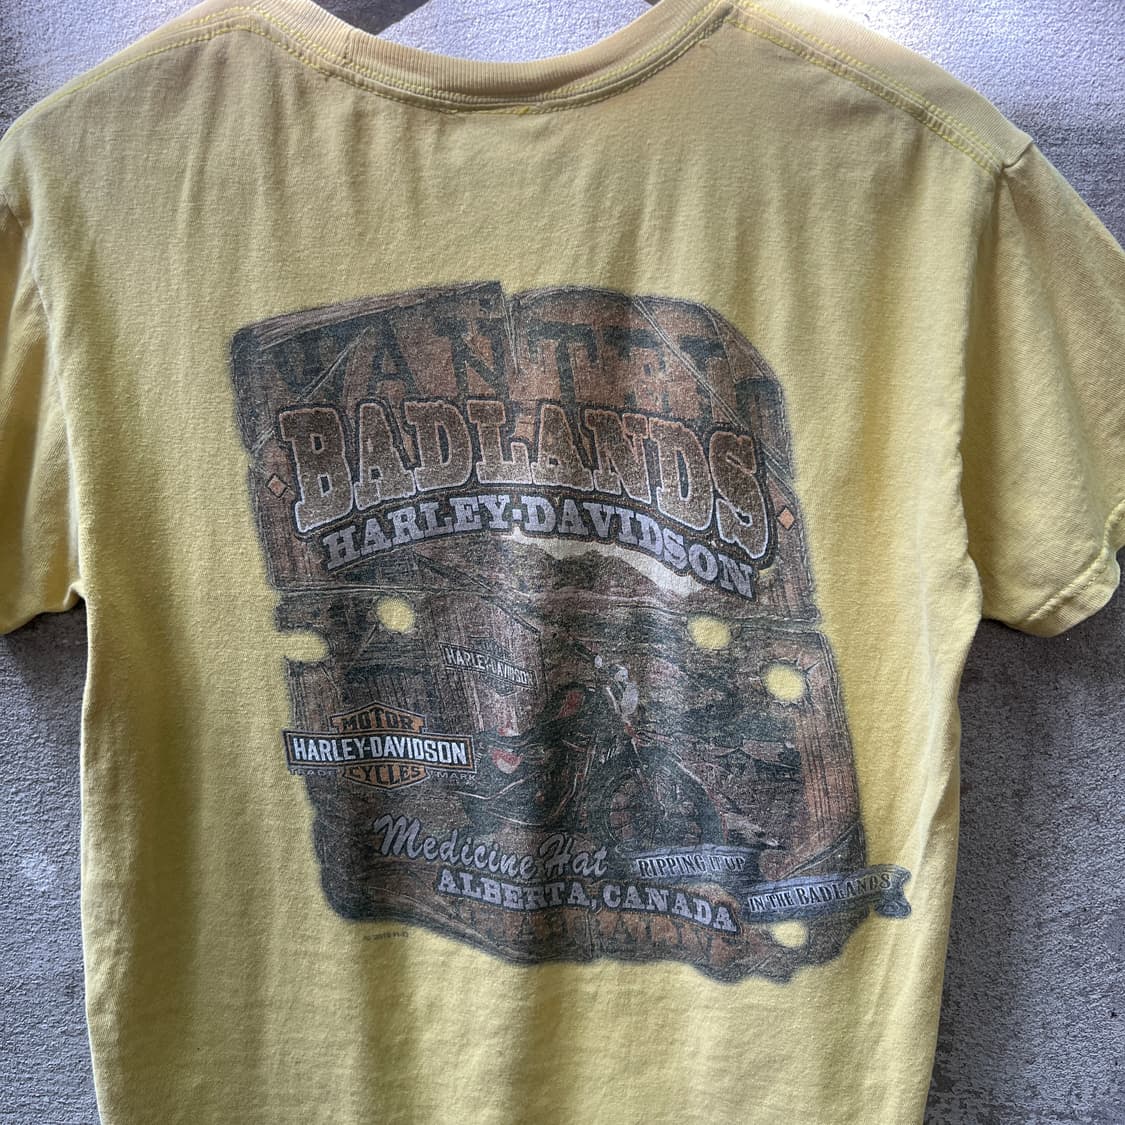 WANTED
BADLANDS
HARLEY-DAVIDSON
HARLEY-DAVIDSON
MOTOR
HARLEY-DAVIDSON
CYCLES
Medicine Hat
ALBERTA, CANADA
RIPPING IT UP
IN THE BADLANDS